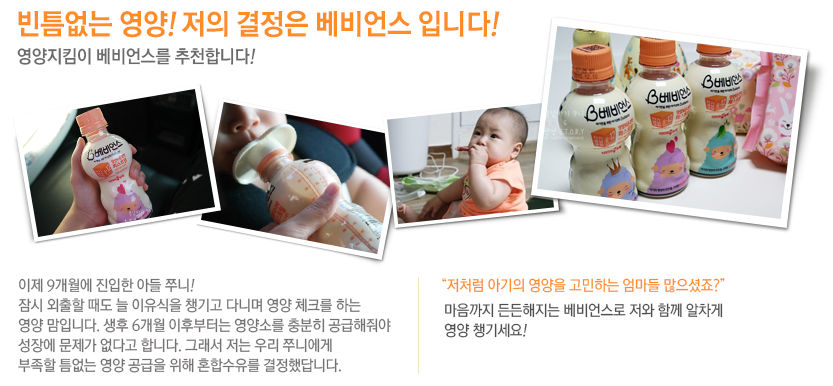 빈틈없는 영양! 저의 결정은 베비언스 입니다!
영양지킴이 베비언스를 추천합니다!
베비언스
베비언스
이제 9개월에 진입한 아들 쭈니!
잠시 외출할 때도 늘 이유식을 챙기고 다니며 영양 체크를 하는
영양 맘입니다. 생후 6개월 이후부터는 영양소를 충분히 공급해줘야
성장에 문제가 없다고 합니다. 그래서 저는 우리 쭈니에게
부족할 틈없는 영양 공급을 위해 혼합수유를 결정했답니다.
“저처럼 아기의 영양을 고민하는 엄마들 많으셨죠?”
마음까지 든든해지는 베비언스로 저와 함께 알차게
영양 챙기세요!